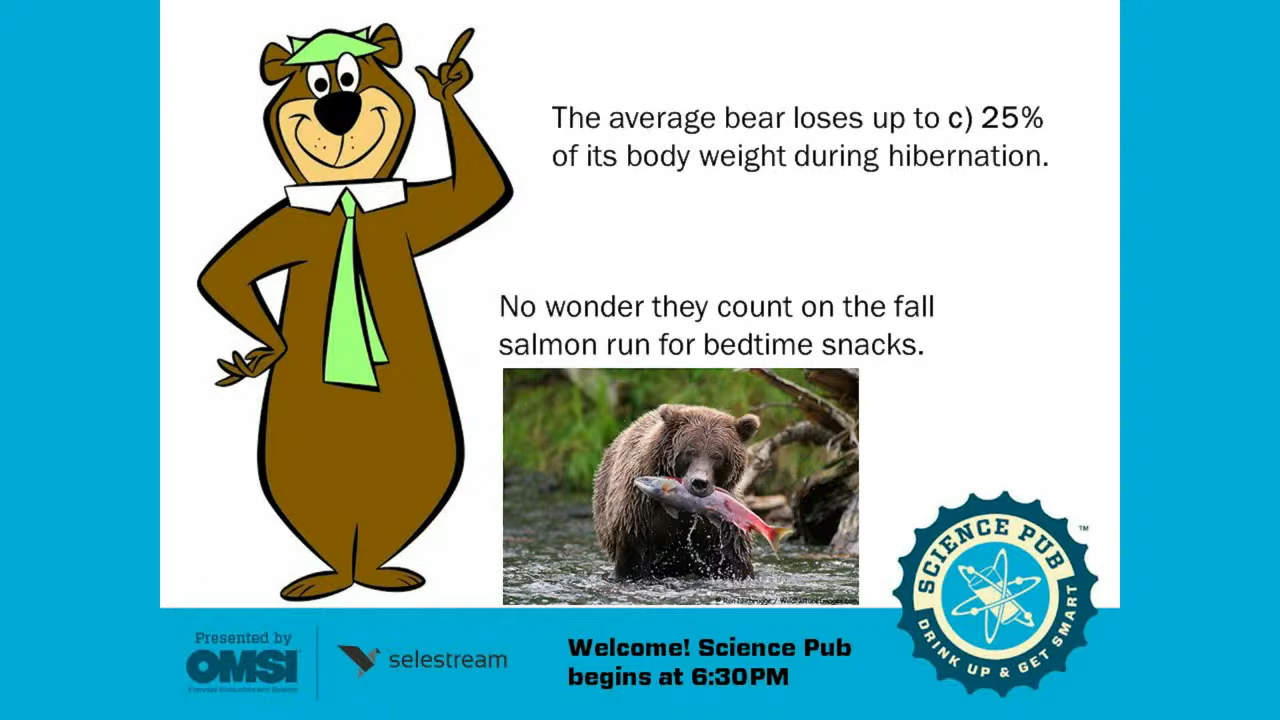 The average bear loses up to c) 25%
of its body weight during hibernation.
No wonder they count on the fall
salmon run for bedtime snacks.
SCIENCE PUB
™
DRINK UP & GET SMART
Presented by
OMSI
selestream
Welcome! Science Pub
begins at 6:30PM